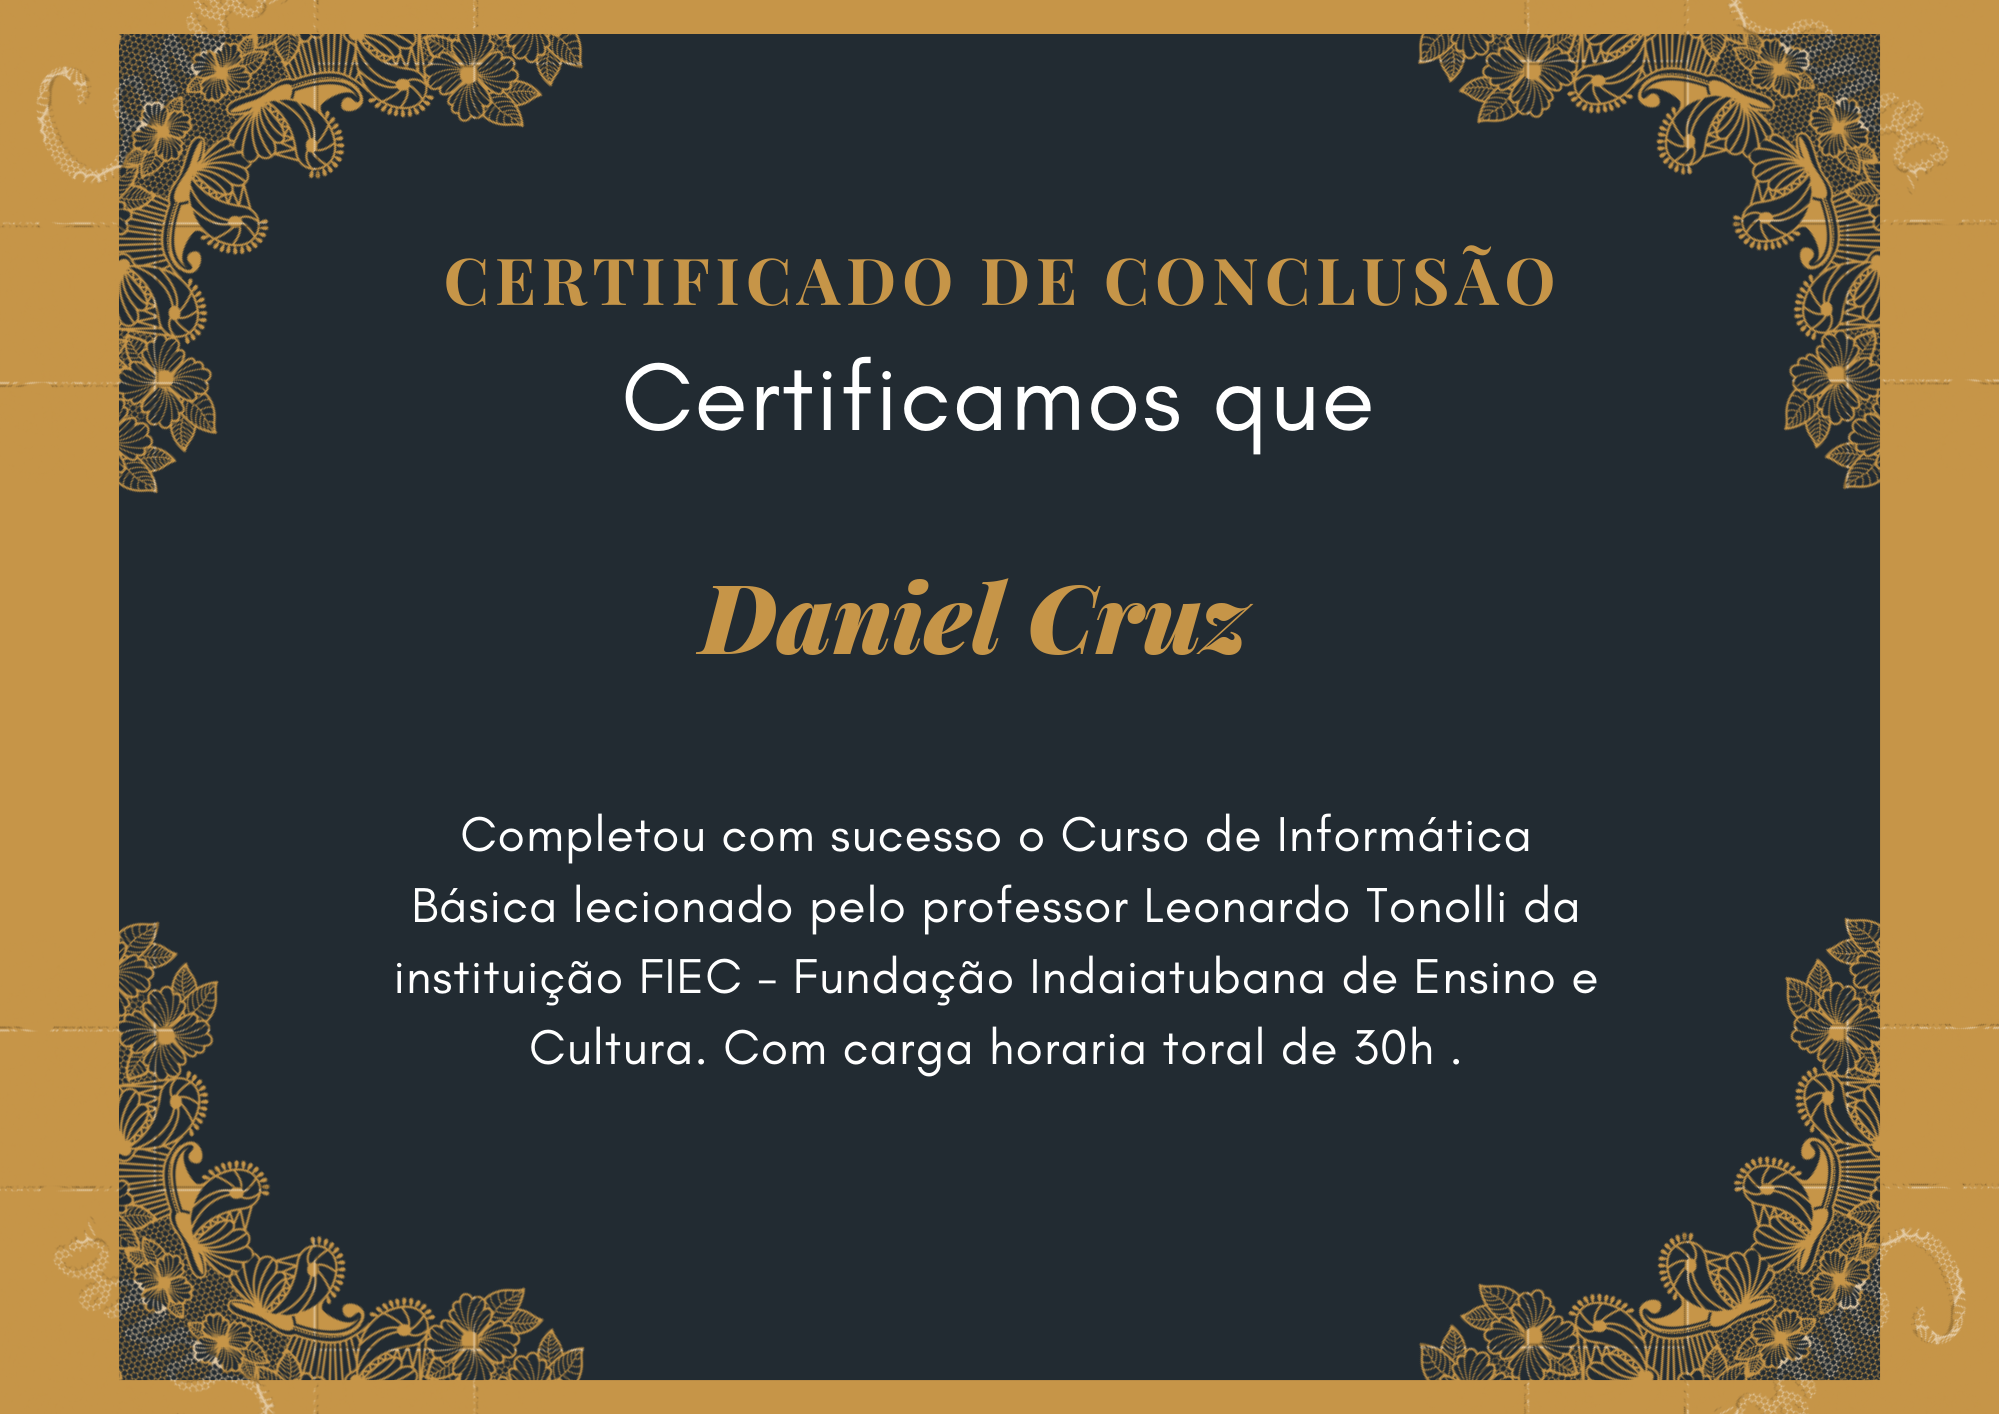 CERTIFICADO DE CONCLUSÃO
Certificamos que
Daniel Cruz
Completou com sucesso o Curso de Informática
Básica lecionado pelo professor Leonardo Tonolli da
instituição FIEC - Fundação Indaiatubana de Ensino e
Cultura. Com carga horaria toral de 30h .